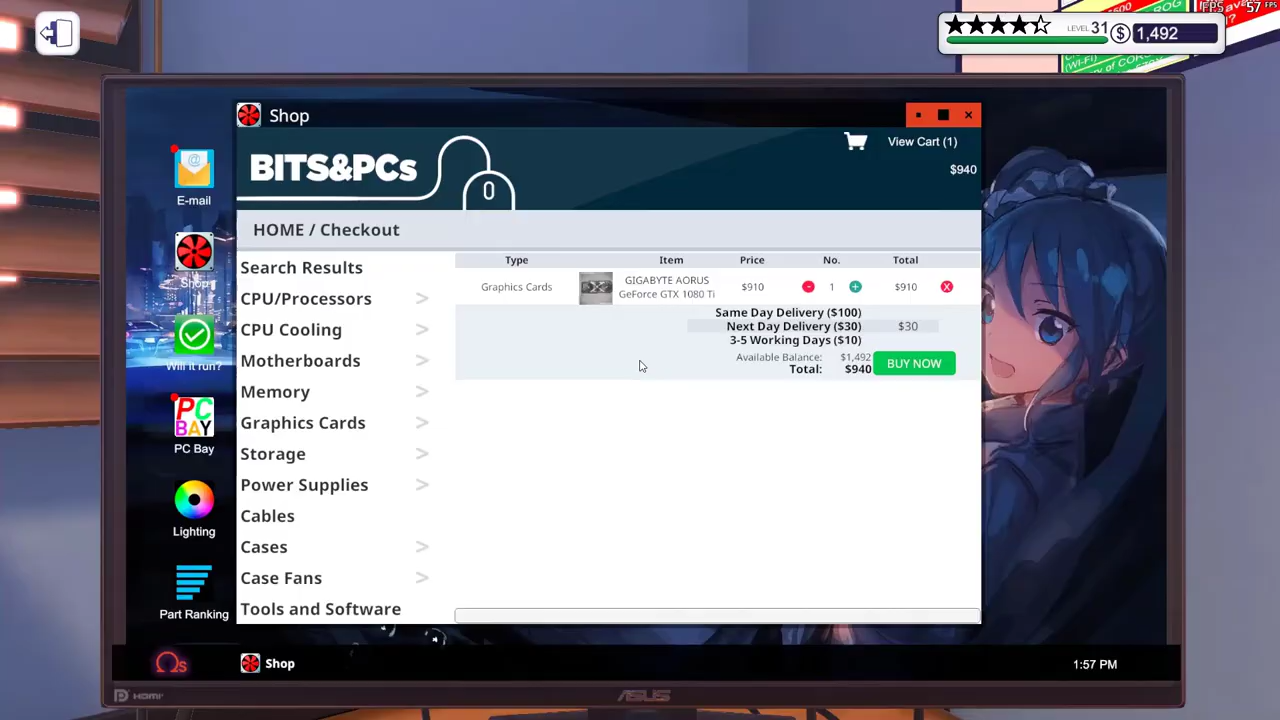 FPS 57 FPS
LEVEL 31 $ 1,492
Shop
BITS&PCs
View Cart (1)
$940
HOME / Checkout
E-mail
Shop
Will it run?
PC BAY
PC Bay
Lighting
Part Ranking
Search Results
CPU/Processors >
CPU Cooling >
Motherboards >
Memory >
Graphics Cards >
Storage >
Power Supplies >
Cables
Cases >
Case Fans >
Tools and Software
Type Item Price No. Total
Graphics Cards GIGABYTE AORUS GeForce GTX 1080 Ti $910 - 1 + $910 X
Same Day Delivery ($100)
Next Day Delivery ($30) $30
3-5 Working Days ($10)
Available Balance: $1,492
Total: $940 BUY NOW
Shop
1:57 PM
HDMI
ASUS